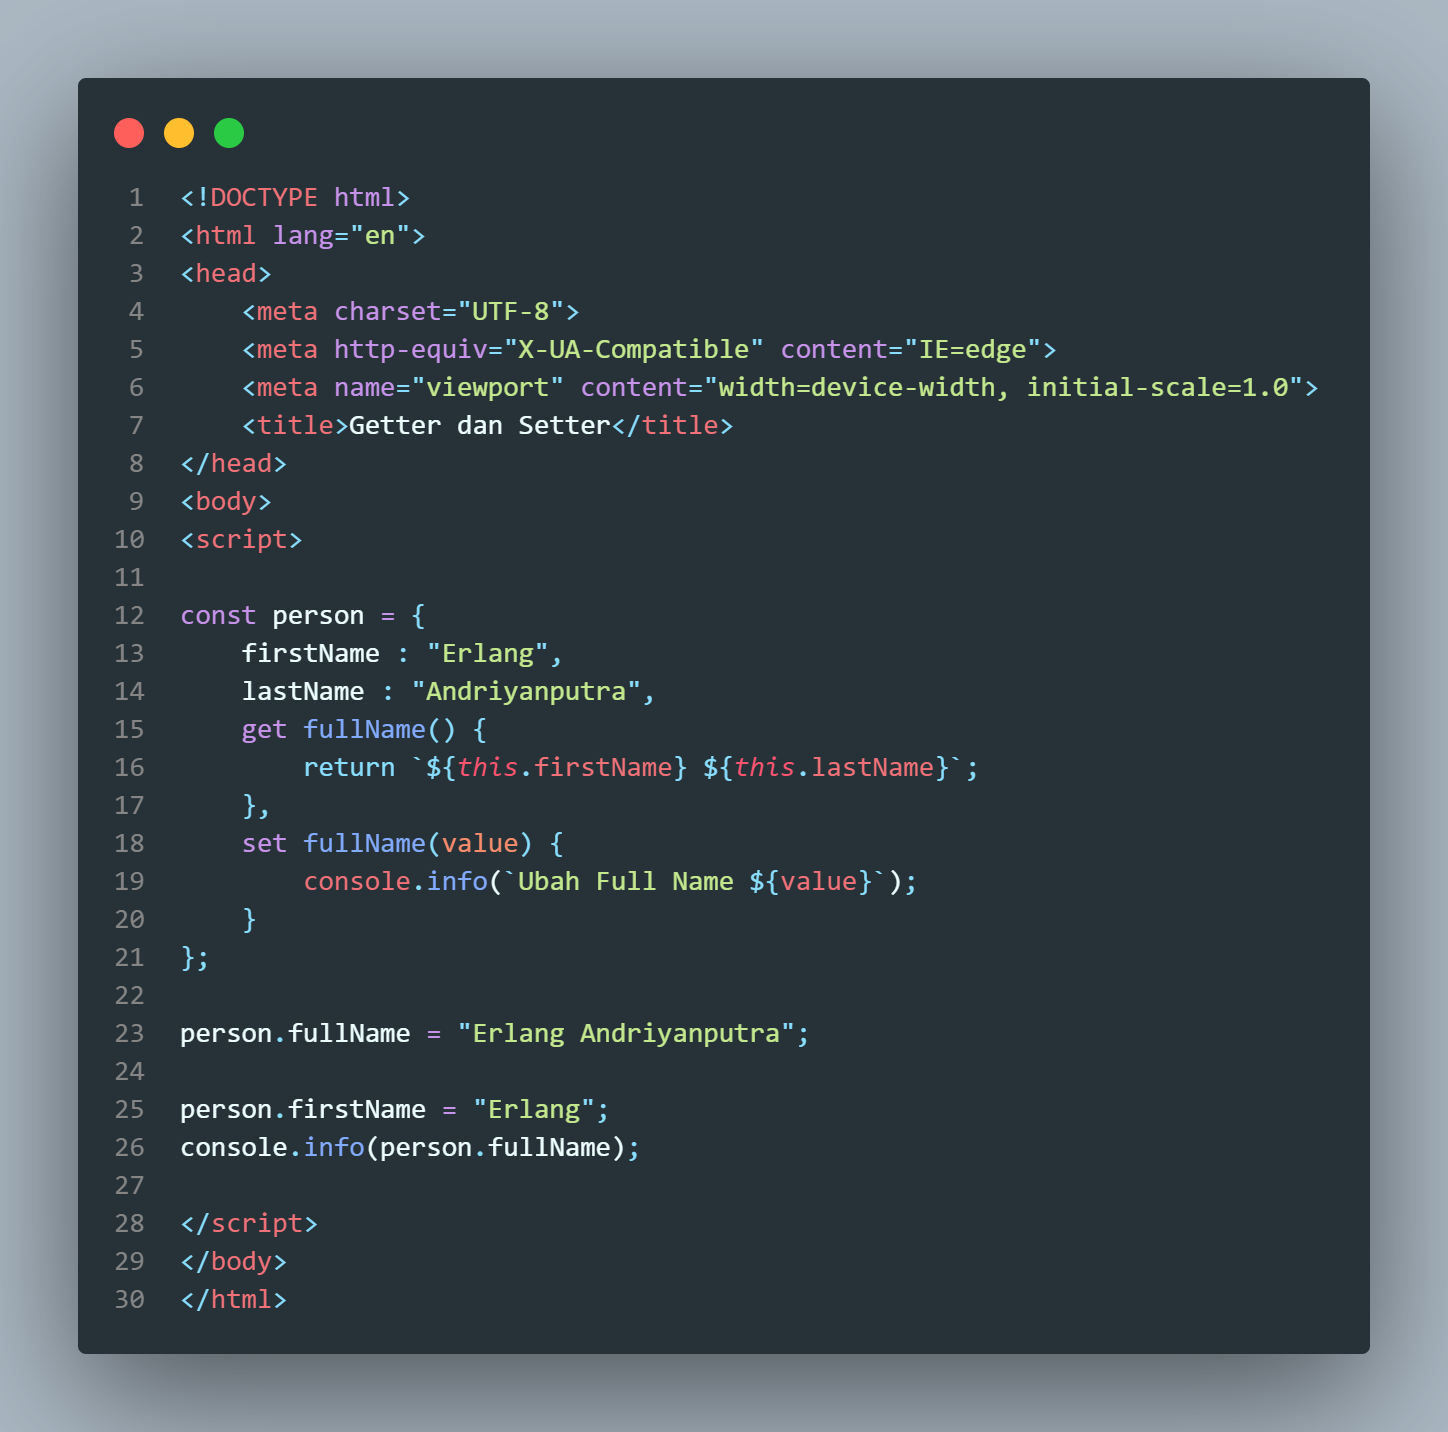 1 <!DOCTYPE html>
2 <html lang="en">
3 <head>
4     <meta charset="UTF-8">
5     <meta http-equiv="X-UA-Compatible" content="IE=edge">
6     <meta name="viewport" content="width=device-width, initial-scale=1.0">
7     <title>Getter dan Setter</title>
8 </head>
9 <body>
10 <script>
11
12 const person = {
13     firstName : "Erlang",
14     lastName : "Andriyanputra",
15     get fullName() {
16         return `${this.firstName} ${this.lastName}`;
17     },
18     set fullName(value) {
19         console.info(`Ubah Full Name ${value}`);
20     }
21 };
22
23 person.fullName = "Erlang Andriyanputra";
24
25 person.firstName = "Erlang";
26 console.info(person.fullName);
27
28 </script>
29 </body>
30 </html>